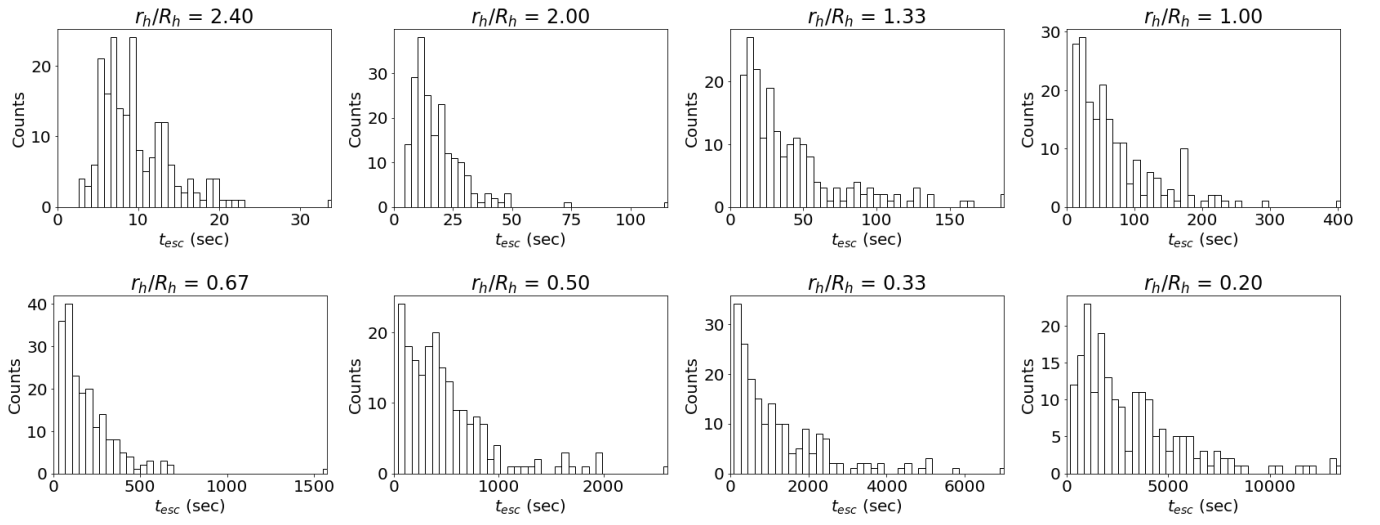 r_h/R_h = 2.40
Counts
20
10
0
0 10 20 30
t_esc (sec)
r_h/R_h = 2.00
Counts
30
20
10
0
0 25 50 75 100
t_esc (sec)
r_h/R_h = 1.33
Counts
20
10
0
0 50 100 150
t_esc (sec)
r_h/R_h = 1.00
Counts
30
20
10
0
0 100 200 300 400
t_esc (sec)
r_h/R_h = 0.67
Counts
40
30
20
10
0
0 500 1000 1500
t_esc (sec)
r_h/R_h = 0.50
Counts
20
10
0
0 1000 2000
t_esc (sec)
r_h/R_h = 0.33
Counts
30
20
10
0
0 2000 4000 6000
t_esc (sec)
r_h/R_h = 0.20
Counts
20
15
10
5
0
0 5000 10000
t_esc (sec)